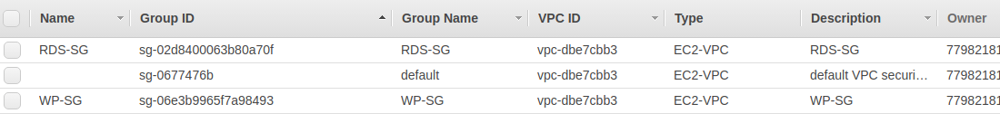 Name Group ID Group Name VPC ID Type Description Owner
RDS-SG sg-02d8400063b80a70f RDS-SG vpc-dbe7cbb3 EC2-VPC RDS-SG 77982181
sg-0677476b default vpc-dbe7cbb3 EC2-VPC default VPC securi... 77982181
WP-SG sg-06e3b9965f7a98493 WP-SG vpc-dbe7cbb3 EC2-VPC WP-SG 77982181